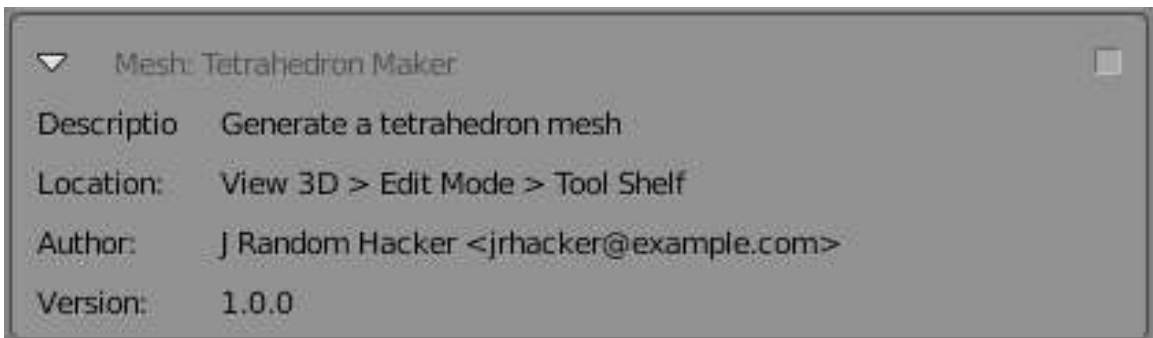 Mesh: Tetrahedron Maker
Descriptio Generate a tetrahedron mesh
Location: View 3D > Edit Mode > Tool Shelf
Author: J Random Hacker <jrhacker@example.com>
Version: 1.0.0